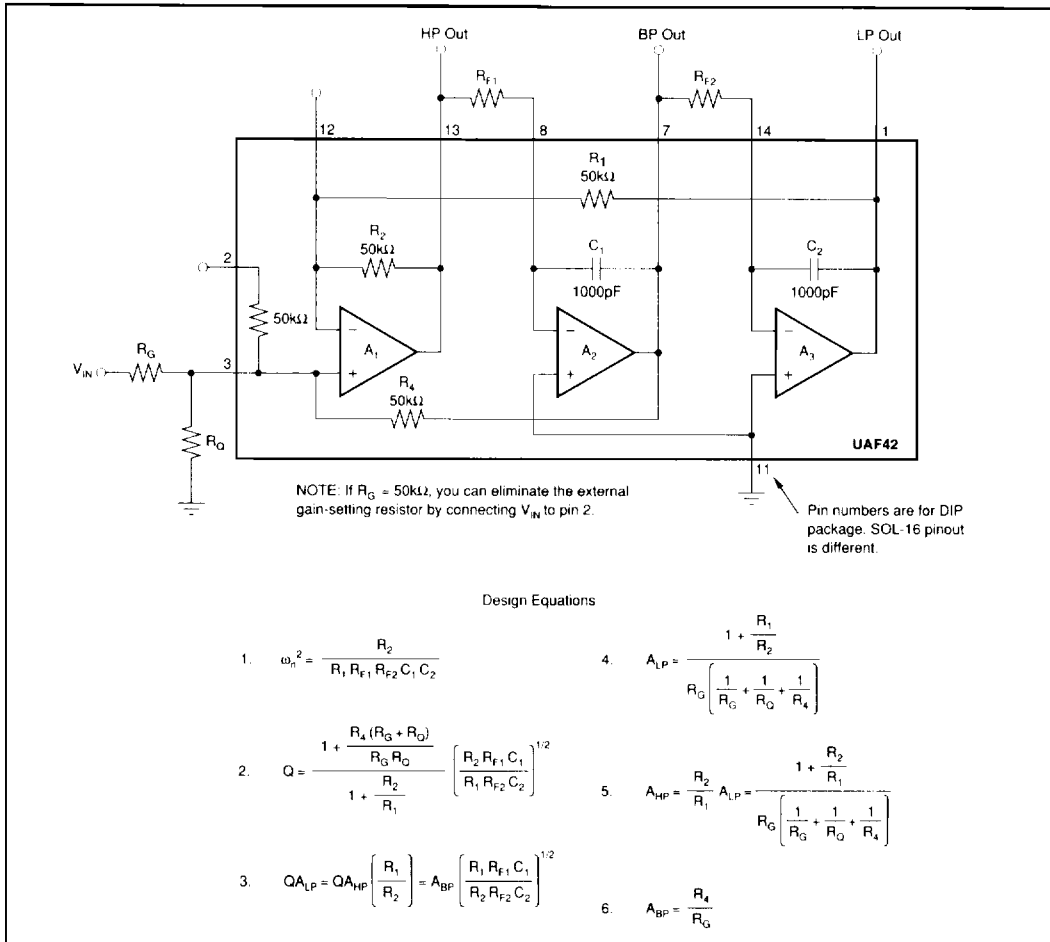 HP Out BP Out LP Out
R_F1 R_F2
12 13 8 7 14 1
R_1
50kΩ
R_2
50kΩ
C_1
1000pF
C_2
1000pF
2
50kΩ
R_G
V_IN
3
− + A_1
− + A_2
− + A_3
R_4
50kΩ
R_Q
UAF42
11
NOTE: If R_G = 50kΩ, you can eliminate the external
gain-setting resistor by connecting V_IN to pin 2.
Pin numbers are for DIP
package. SOL-16 pinout
is different.
Design Equations
1. ω_n² = R_2 / (R_1 R_F1 R_F2 C_1 C_2)
2. Q = [1 + R_4 (R_G + R_Q) / (R_G R_Q)] / [1 + R_2 / R_1] [R_2 R_F1 C_1 / (R_1 R_F2 C_2)]^1/2
3. QA_LP = QA_HP [R_1 / R_2] = A_BP [R_1 R_F1 C_1 / (R_2 R_F2 C_2)]^1/2
4. A_LP = (1 + R_1 / R_2) / (R_G [1 / R_G + 1 / R_Q + 1 / R_4])
5. A_HP = R_2 / R_1 A_LP = (1 + R_2 / R_1) / (R_G [1 / R_G + 1 / R_Q + 1 / R_4])
6. A_BP = R_4 / R_G